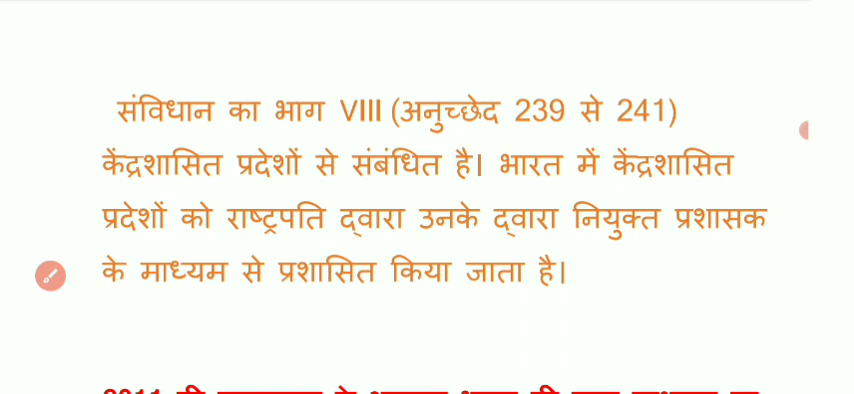 संविधान का भाग VIII (अनुच्छेद 239 से 241)
केंद्रशासित प्रदेशों से संबंधित है। भारत में केंद्रशासित
प्रदेशों को राष्ट्रपति द्वारा उनके द्वारा नियुक्त प्रशासक
के माध्यम से प्रशासित किया जाता है।